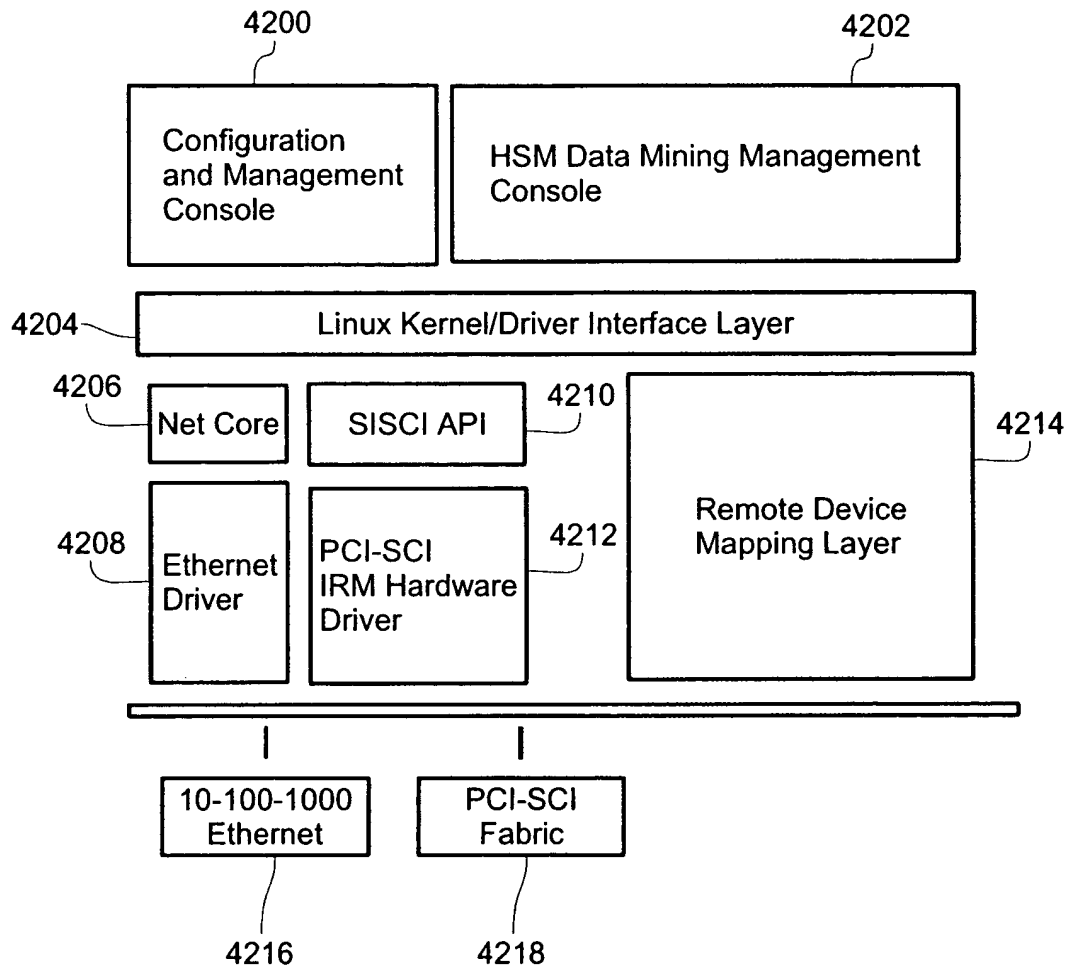 4200
4202
Configuration
and Management
Console
HSM Data Mining Management
Console
4204
Linux Kernel/Driver Interface Layer
4206
Net Core
SISCI API
4210
4214
4208
Ethernet
Driver
PCI-SCI
IRM Hardware
Driver
4212
Remote Device
Mapping Layer
10-100-1000
Ethernet
PCI-SCI
Fabric
4216
4218